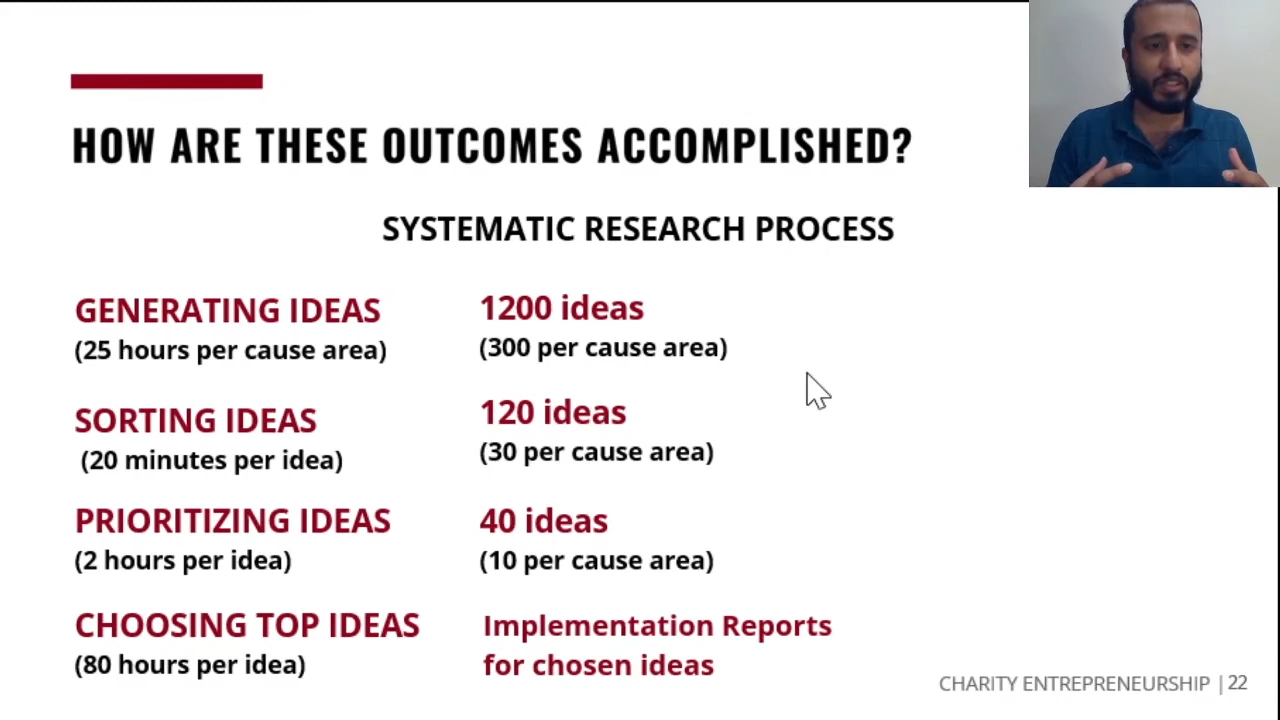 HOW ARE THESE OUTCOMES ACCOMPLISHED?
SYSTEMATIC RESEARCH PROCESS
GENERATING IDEAS
(25 hours per cause area)
1200 ideas
(300 per cause area)
SORTING IDEAS
(20 minutes per idea)
120 ideas
(30 per cause area)
PRIORITIZING IDEAS
(2 hours per idea)
40 ideas
(10 per cause area)
CHOOSING TOP IDEAS
(80 hours per idea)
Implementation Reports
for chosen ideas
CHARITY ENTREPRENEURSHIP | 22